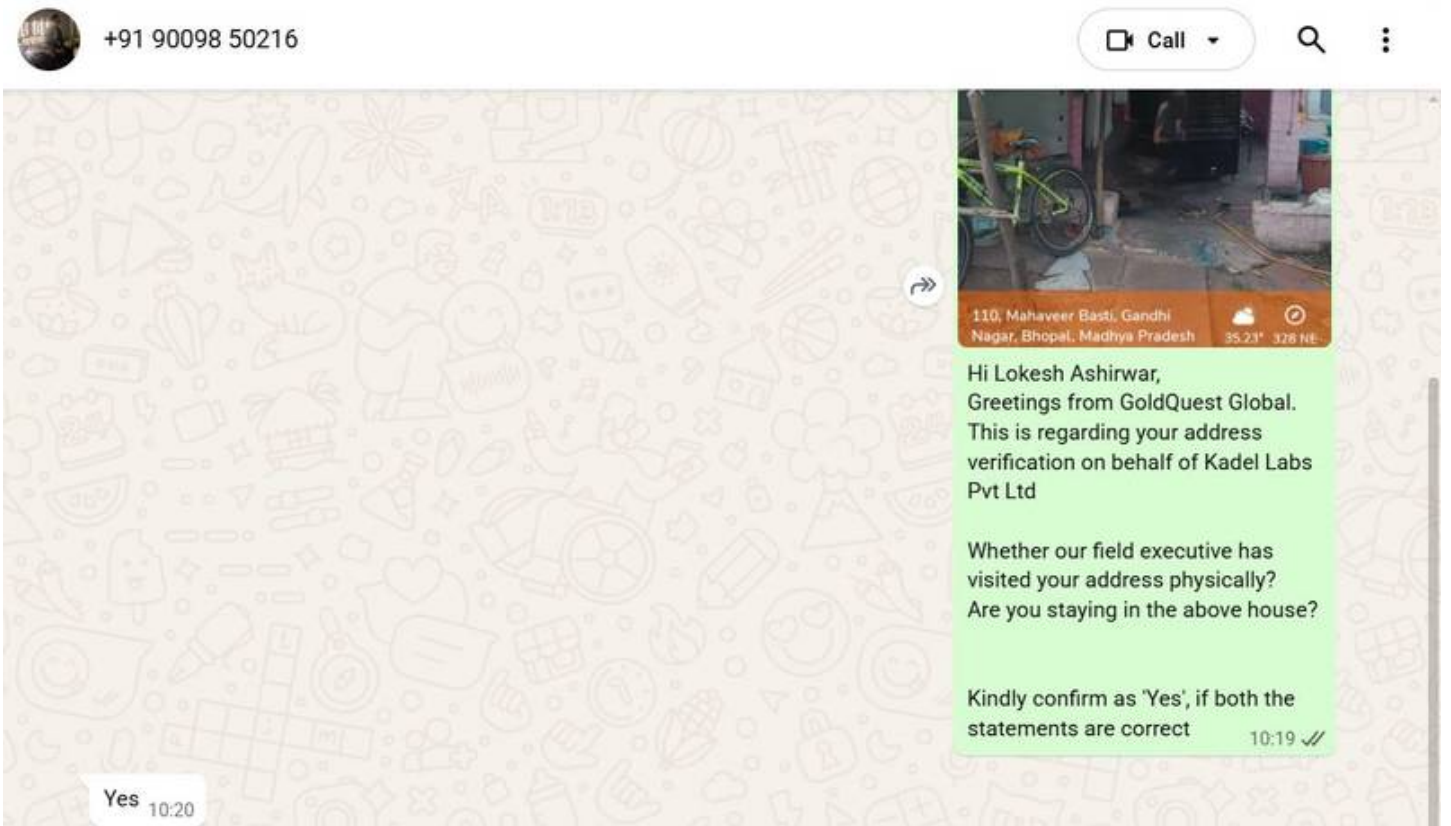 +91 90098 50216
Call
110, Mahaveer Basti, Gandhi
Nagar, Bhopal, Madhya Pradesh
35.23° 328 NE
Hi Lokesh Ashirwar,
Greetings from GoldQuest Global.
This is regarding your address
verification on behalf of Kadel Labs
Pvt Ltd
Whether our field executive has
visited your address physically?
Are you staying in the above house?
Kindly confirm as 'Yes', if both the
statements are correct
10:19
Yes 10:20